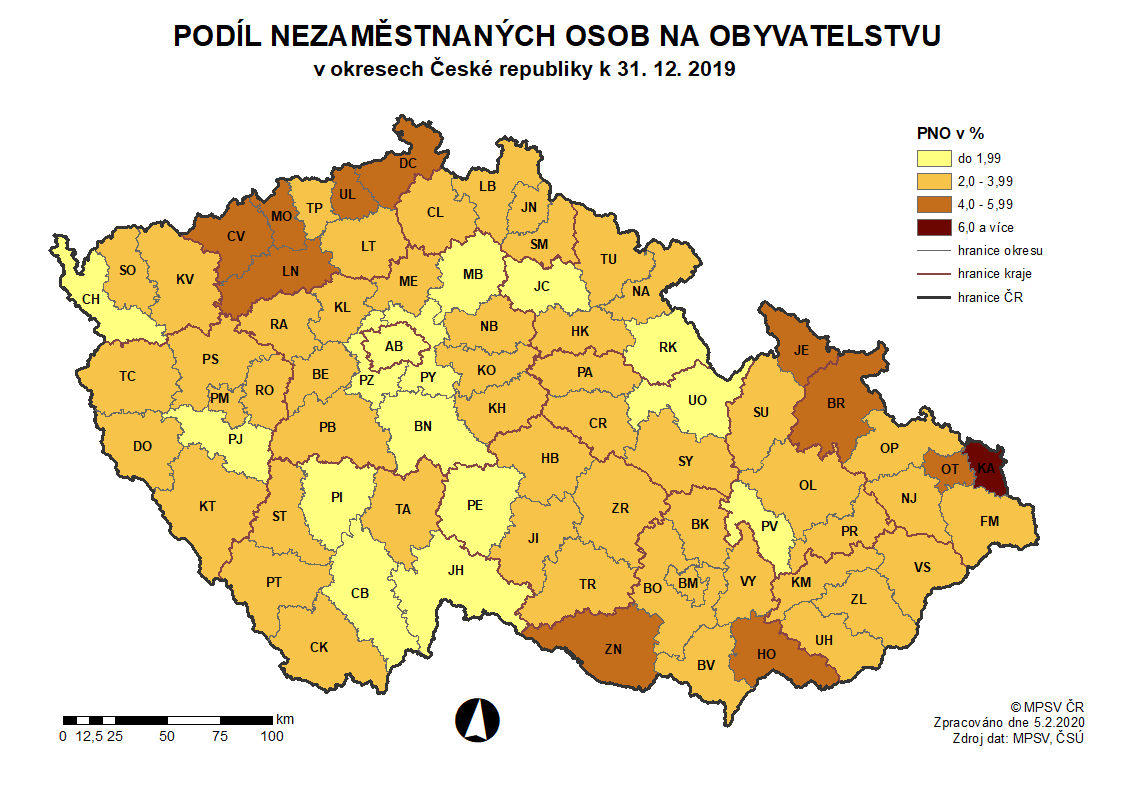 PODÍL NEZAMĚSTNANÝCH OSOB NA OBYVATELSTVU
v okresech České republiky k 31. 12. 2019
PNO v %
do 1,99
2,0 - 3,99
4,0 - 5,99
6,0 a více
hranice okresu
hranice kraje
hranice ČR
DC
UL
LB
TP
MO
JN
CL
CV
SM
LT
TU
SO
LN
MB
KV
ME
JC
NA
CH
KL
RA
NB
HK
AB
RK
JE
PS
KO
PA
BE
TC
PZ
PY
RO
PM
UO
BR
KH
SU
CR
PB
BN
PJ
DO
OP
HB
SY
OT
KA
OL
PI
NJ
KT
PE
TA
ZR
ST
FM
BK
PV
PR
JI
VS
JH
PT
TR
BM
VY
KM
BO
CB
ZL
UH
CK
ZN
HO
BV
km
0 12,5 25 50 75 100
© MPSV ČR
Zpracováno dne 5.2.2020
Zdroj dat: MPSV, ČSÚ